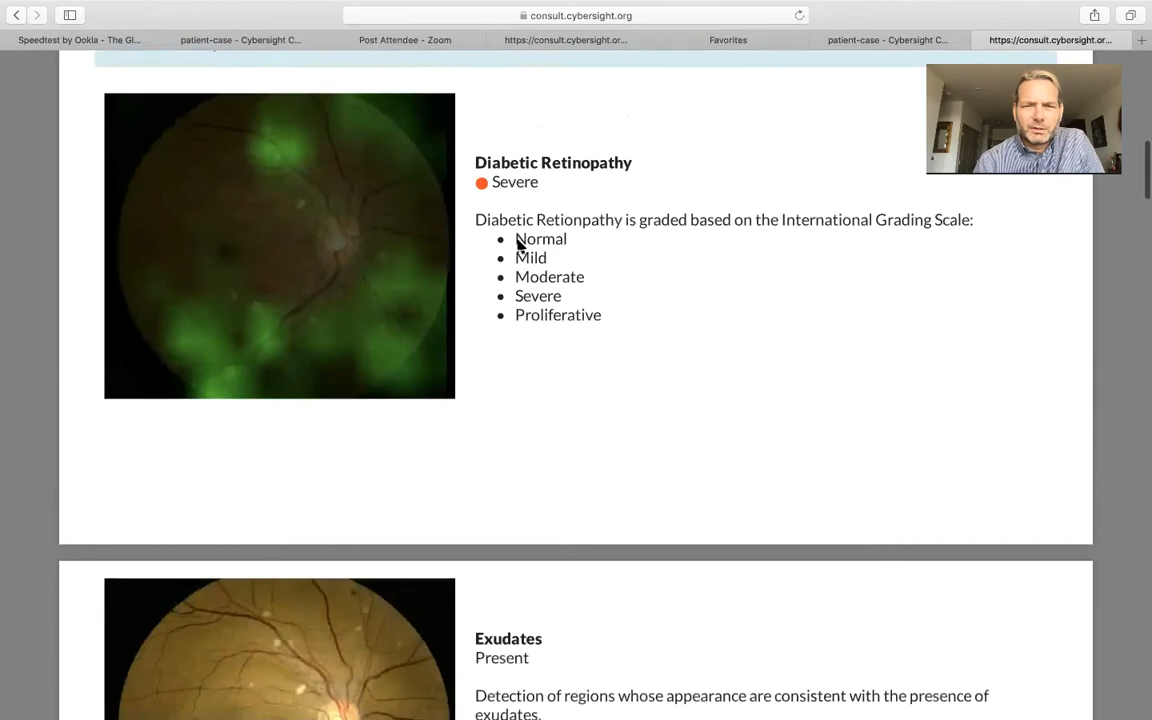 consult.cybersight.org
Speedtest by Ookla - The Gl...
patient-case - Cybersight C...
Post Attendee - Zoom
https://consult.cybersight.or...
Favorites
patient-case - Cybersight C...
https://consult.cybersight.or...
Diabetic Retinopathy
Severe
Diabetic Retionpathy is graded based on the International Grading Scale:
Normal
Mild
Moderate
Severe
Proliferative
Exudates
Present
Detection of regions whose appearance are consistent with the presence of
exudates.